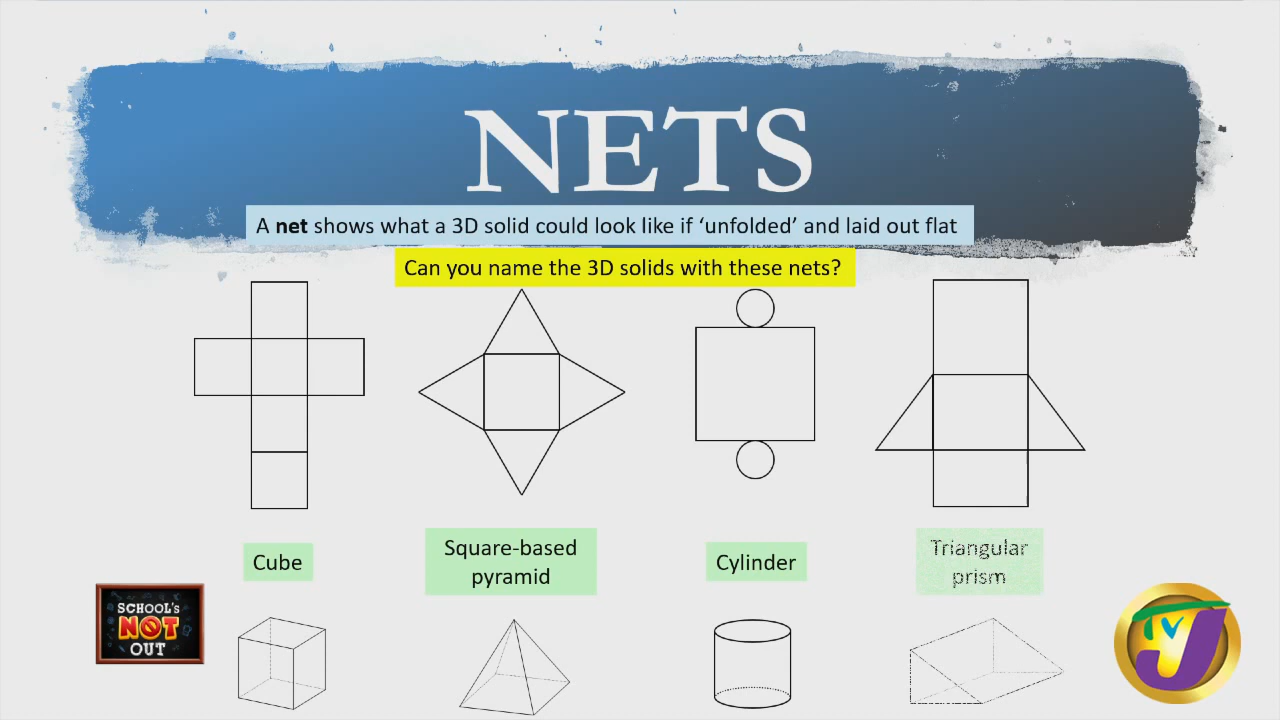 NETS
A net shows what a 3D solid could look like if ‘unfolded’ and laid out flat
Can you name the 3D solids with these nets?
Cube
Square-based
pyramid
Cylinder
Triangular
prism
SCHOOL's
NOT
OUT
TVJ